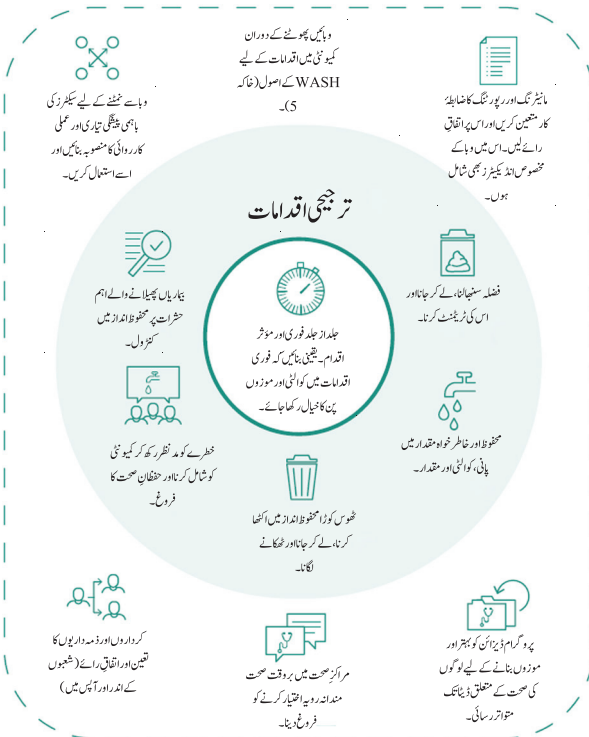 وبائیں پھوٹنے کے دوران
کمیونٹی میں اقدامات کے لیے
WASH کے اصول (خاکہ
5)۔
مانیٹرنگ اور رپورٹنگ کا ضابطۂ
کار متعین کریں اور اس پر اتفاقِ
رائے لیں۔ اس میں وبا کے
مخصوص انڈیکیٹرز بھی شامل
ہوں۔
وبا سے نمٹنے کے لیے سیکٹرز کی
باہمی پیشگی تیاری اور عملی
کارروائی کا منصوبہ بنائیں اور
اسے استعمال کریں۔
ترجیحی اقدامات
فضلہ سنبھالنا، لے کر جانا اور
اس کی ٹریٹمنٹ کرنا۔
بیماریاں پھیلانے والے اہم
حشرات پر محفوظ انداز میں
کنٹرول۔
جلد از جلد فوری اور مؤثر
اقدام۔ یقینی بنائیں کہ فوری
اقدامات میں کوالٹی اور موزوں
پن کا خیال رکھا جائے۔
محفوظ اور خاطر خواہ مقدار میں
پانی، کوالٹی اور مقدار۔
خطرے کو مدنظر رکھ کر کمیونٹی
کو شامل کرنا اور حفظانِ صحت کا
فروغ۔
ٹھوس کوڑا محفوظ انداز میں اکٹھا
کرنا، لے کر جانا اور ٹھکانے
لگانا۔
پروگرام ڈیزائن کو بہتر اور
موزوں بنانے کے لیے لوگوں
کی صحت کے متعلق ڈیٹا تک
متواتر رسائی۔
مراکزِ صحت میں بروقت صحت
مندانہ رویہ اختیار کرنے کو
فروغ دینا۔
کرداروں اور ذمہ داریوں کا
تعین اور اتفاقِ رائے (شعبوں
کے اندر اور آپس میں)